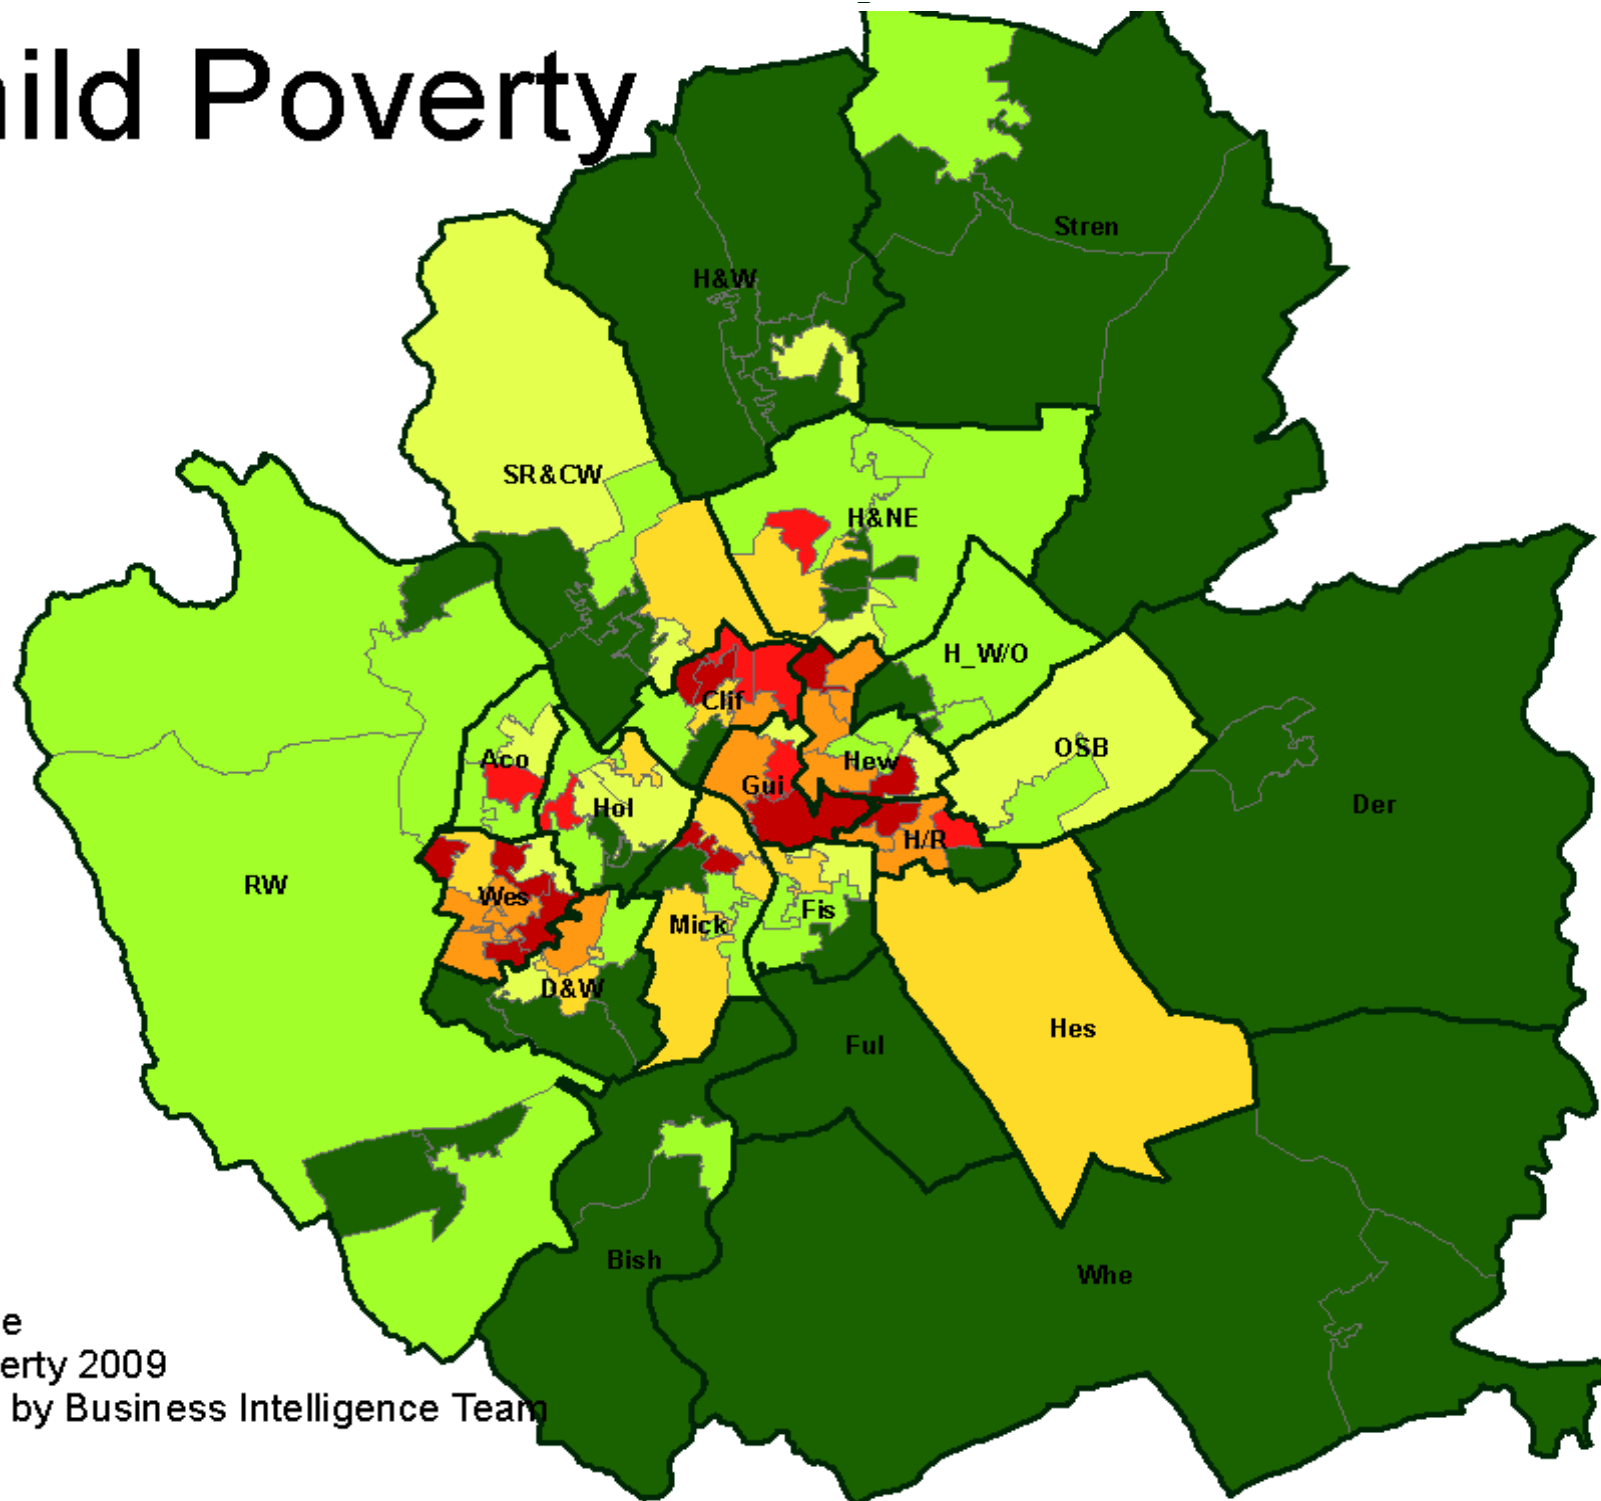 ild Poverty
Stren
H&W
SR&CW
H&NE
H_W/O
Clif
OSB
Aco
Hew
Gui
Hol
Der
H/R
RW
Wes
Fis
Mick
D&W
Hes
Ful
Bish
Whe
e
erty 2009
by Business Intelligence Team